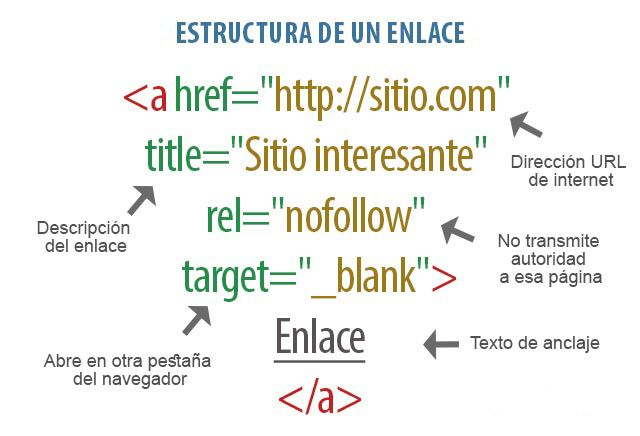 ESTRUCTURA DE UN ENLACE
<a href="http://sitio.com"
title="Sitio interesante"
Dirección URL
de internet
rel="nofollow"
Descripción
del enlace
No transmite
autoridad
a esa página
target="_blank">
Enlace
Texto de anclaje
Abre en otra pestaña
del navegador
</a>